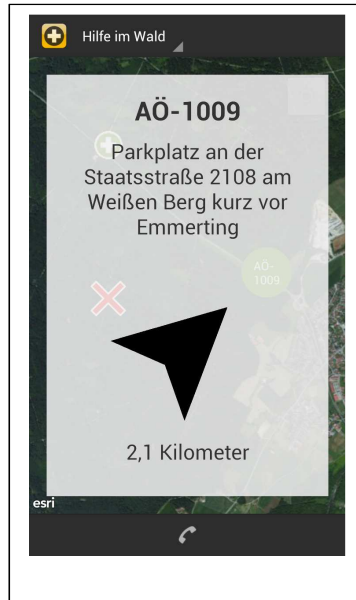 Hilfe im Wald
AÖ-1009
Parkplatz an der
Staatsstraße 2108 am
Weißen Berg kurz vor
Emmerting
AÖ-
1009
2,1 Kilometer
esri